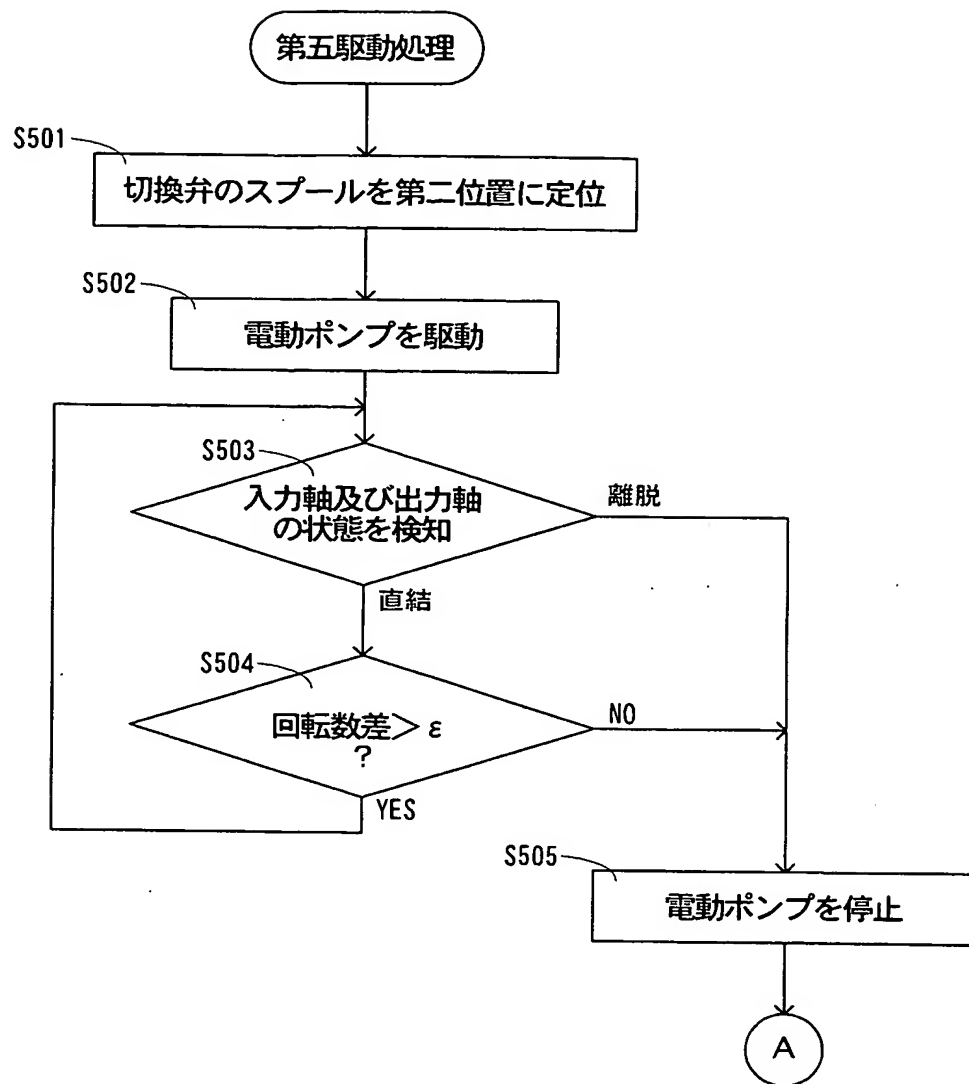 第五駆動処理
S501
切換弁のスプールを第二位置に定位
S502
電動ポンプを駆動
S503
入力軸及び出力軸
の状態を検知
離脱
直結
S504
回転数差＞ε
？
NO
YES
S505
電動ポンプを停止
A